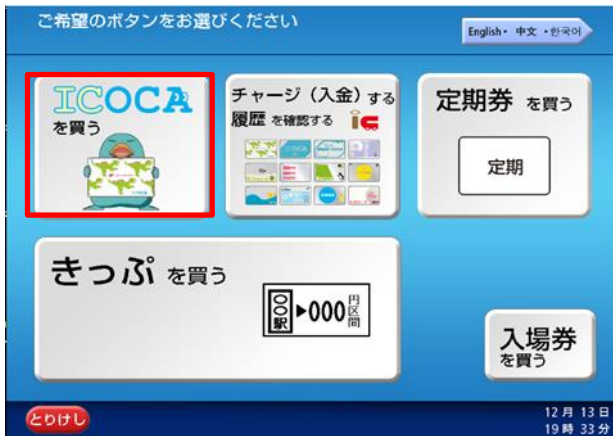 ご希望のボタンをお選びください
English・ 中文 ・한국어
ICOCA
を買う
チャージ（入金）する
履歴 を確認する
定期券 を買う
定期
きっぷ を買う
〇〇駅▶000円区間
入場券
を買う
とりけし
12月 13日
19時 33分